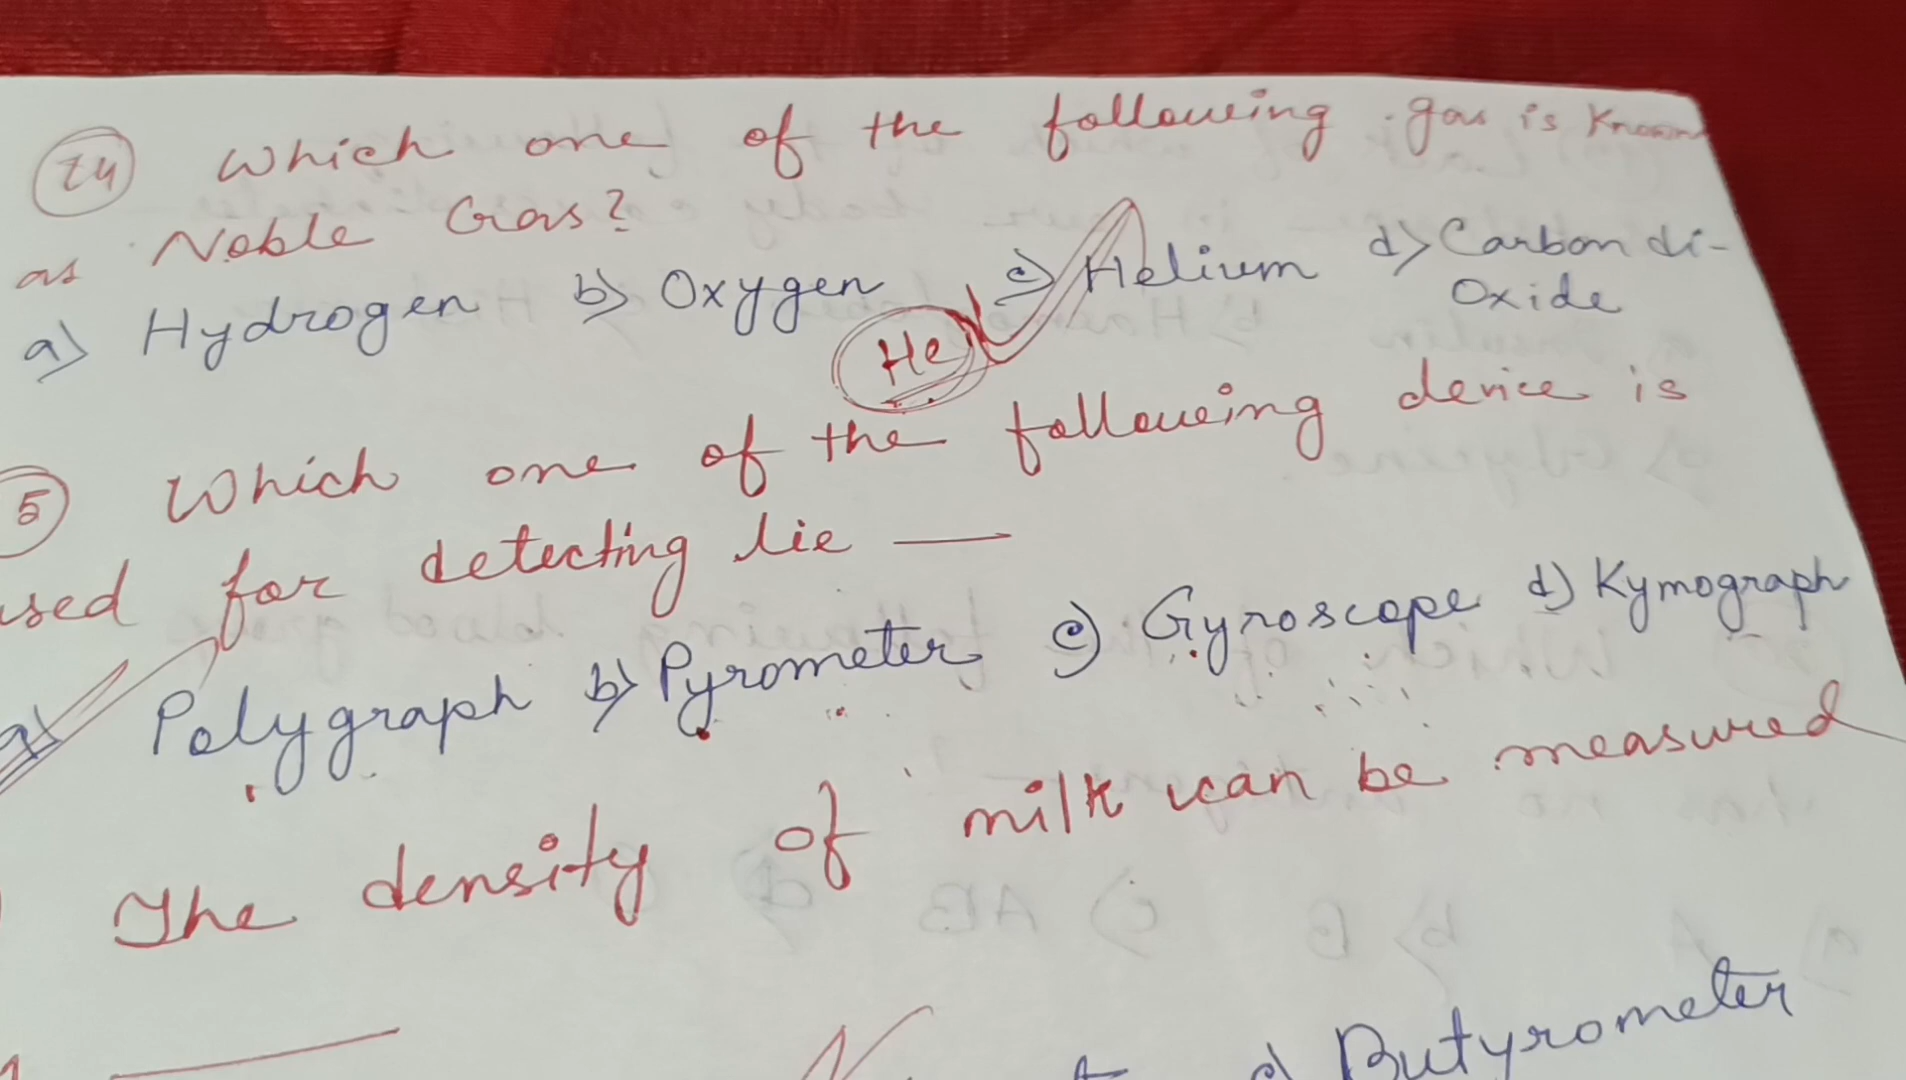 24 Which one of the following gas is Known
as Noble Gas?
a) Hydrogen b) Oxygen c) Helium d) Carbon di-
Oxide
He
5 Which one of the following device is
used for detecting lie —
a) Polygraph b) Pyrometer c) Gyroscope d) Kymograph
The density of milk can be measured
d) Butyrometer